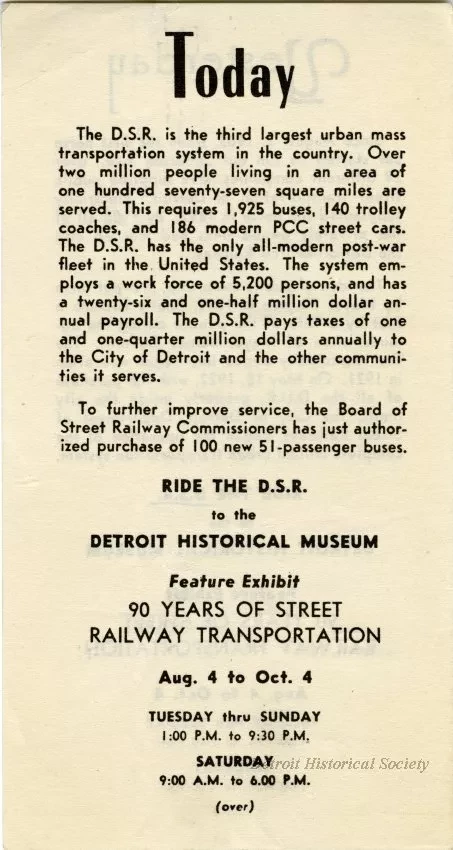 Today
The D.S.R. is the third largest urban mass
transportation system in the country. Over
two million people living in an area of
one hundred seventy-seven square miles are
served. This requires 1,925 buses, 140 trolley
coaches, and 186 modern PCC street cars.
The D.S.R. has the only all-modern post-war
fleet in the United States. The system em-
ploys a work force of 5,200 persons, and has
a twenty-six and one-half million dollar an-
nual payroll. The D.S.R. pays taxes of one
and one-quarter million dollars annually to
the City of Detroit and the other communi-
ties it serves.
To further improve service, the Board of
Street Railway Commissioners has just author-
ized purchase of 100 new 51-passenger buses.
RIDE THE D.S.R.
to the
DETROIT HISTORICAL MUSEUM
Feature Exhibit
90 YEARS OF STREET
RAILWAY TRANSPORTATION
Aug. 4 to Oct. 4
TUESDAY thru SUNDAY
1:00 P.M. to 9:30 P.M.
SATURDAY
Detroit Historical Society
9:00 A.M. to 6.00 P.M.
(over)